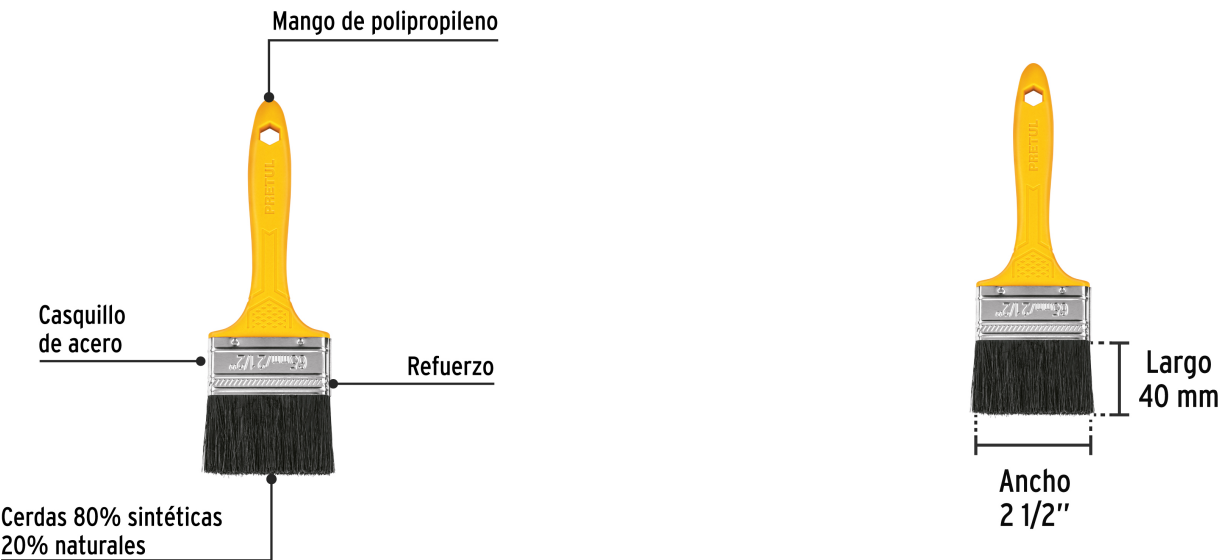 Mango de polipropileno
PRETUL
Casquillo
de acero
Refuerzo
Cerdas 80% sintéticas
20% naturales
PRETUL
Largo
40 mm
Ancho
2 1/2’’